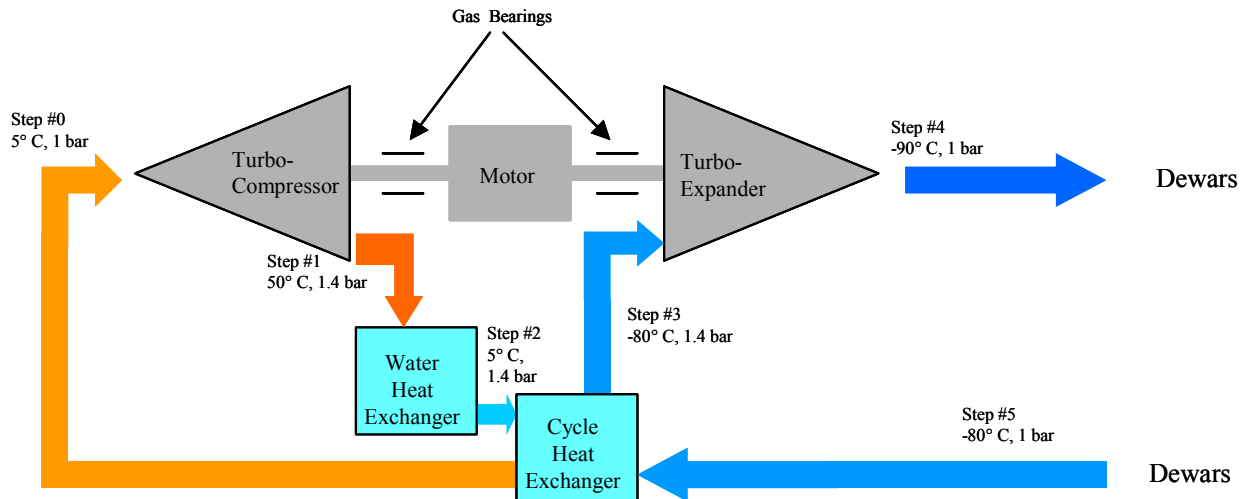 Gas Bearings
Step #0
5° C, 1 bar
Turbo-
Compressor
Motor
Turbo-
Expander
Step #4
-90° C, 1 bar
Dewars
Step #1
50° C, 1.4 bar
Step #2
5° C,
1.4 bar
Step #3
-80° C, 1.4 bar
Water
Heat
Exchanger
Cycle
Heat
Exchanger
Step #5
-80° C, 1 bar
Dewars